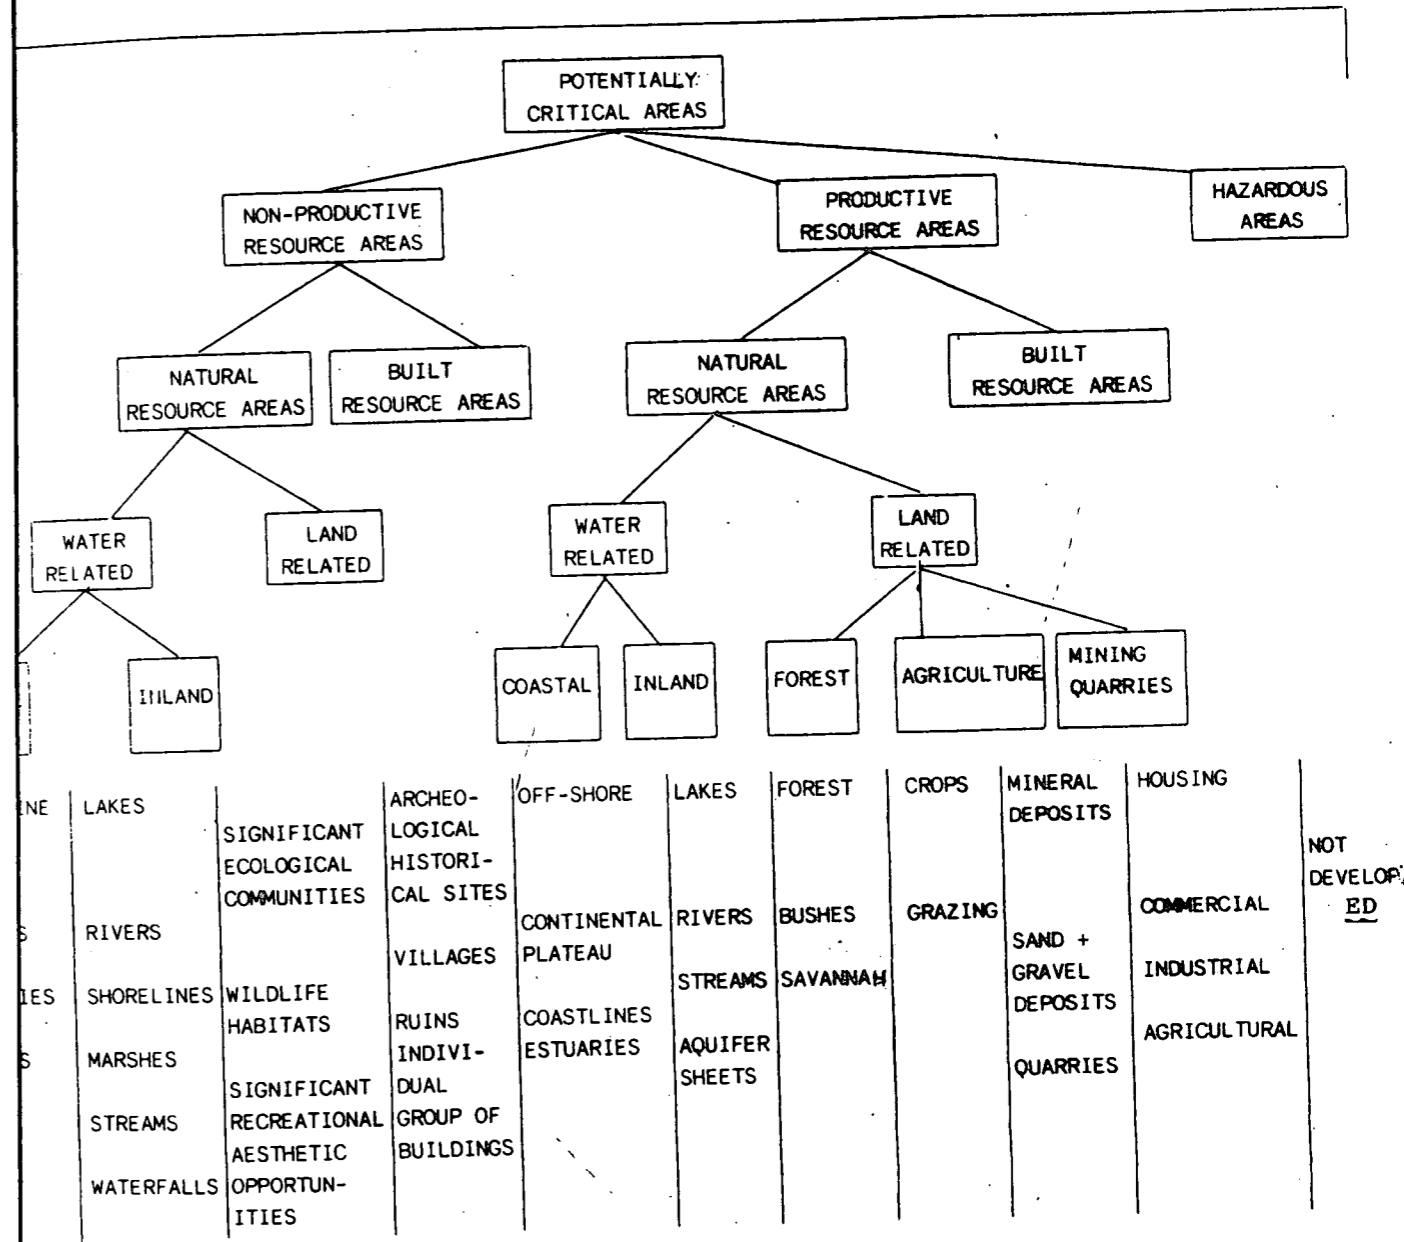 POTENTIALLY
CRITICAL AREAS
NON-PRODUCTIVE
RESOURCE AREAS
PRODUCTIVE
RESOURCE AREAS
HAZARDOUS
AREAS
NATURAL
RESOURCE AREAS
BUILT
RESOURCE AREAS
NATURAL
RESOURCE AREAS
BUILT
RESOURCE AREAS
WATER
RELATED
LAND
RELATED
WATER
RELATED
LAND
RELATED
INLAND
COASTAL
INLAND
FOREST
AGRICULTURE
MINING
QUARRIES
LAKES
RIVERS
SHORELINES
MARSHES
STREAMS
WATERFALLS
SIGNIFICANT
ECOLOGICAL
COMMUNITIES
WILDLIFE
HABITATS
SIGNIFICANT
RECREATIONAL
AESTHETIC
OPPORTUN-
ITIES
ARCHEO-
LOGICAL
HISTORI-
CAL SITES
VILLAGES
RUINS
INDIVI-
DUAL
GROUP OF
BUILDINGS
OFF-SHORE
CONTINENTAL
PLATEAU
COASTLINES
ESTUARIES
LAKES
RIVERS
STREAMS
AQUIFER
SHEETS
FOREST
BUSHES
SAVANNAH
CROPS
GRAZING
MINERAL
DEPOSITS
SAND +
GRAVEL
DEPOSITS
QUARRIES
HOUSING
COMMERCIAL
INDUSTRIAL
AGRICULTURAL
NOT
DEVELOP-
ED